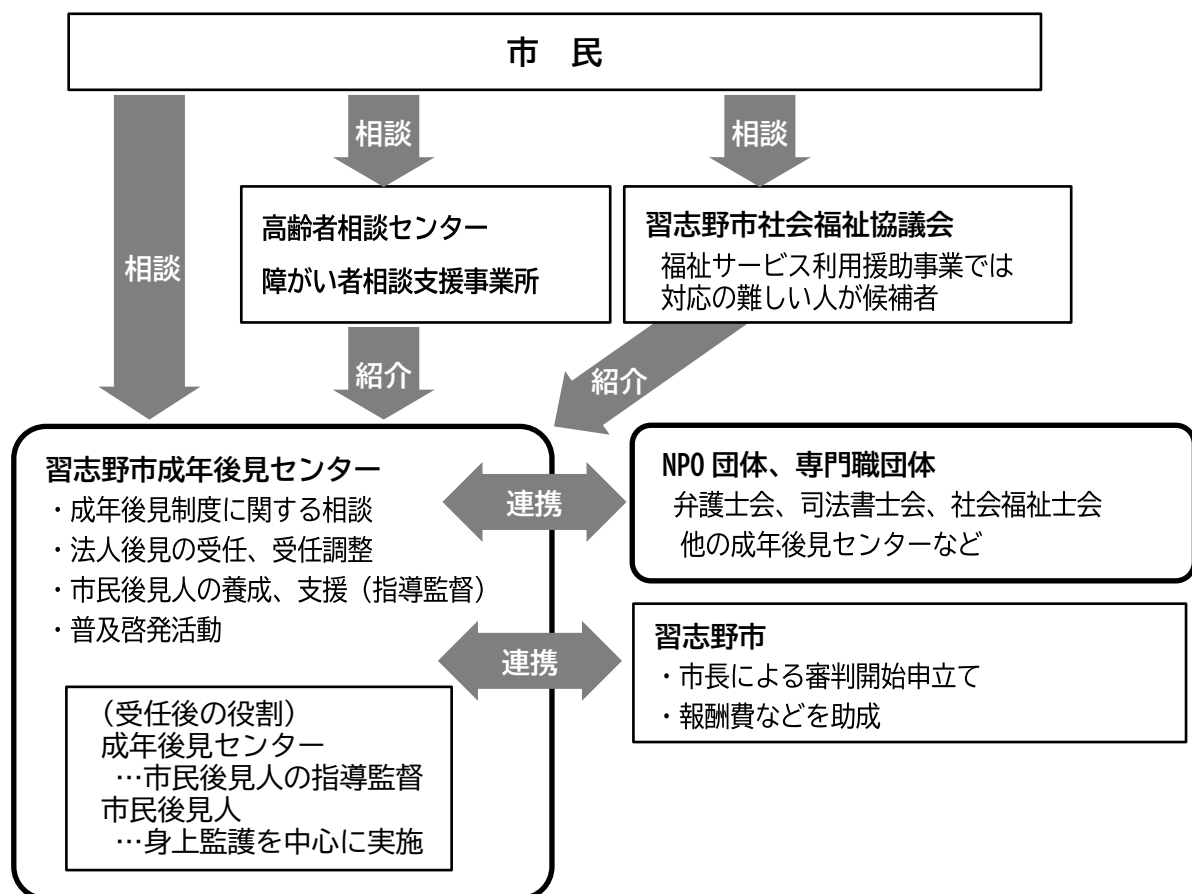 市 民
相談
相談
相談
高齢者相談センター
障がい者相談支援事業所
習志野市社会福祉協議会
福祉サービス利用援助事業では
対応の難しい人が候補者
紹介
紹介
習志野市成年後見センター
・成年後見制度に関する相談
・法人後見の受任、受任調整
・市民後見人の養成、支援（指導監督）
・普及啓発活動
（受任後の役割）
成年後見センター
…市民後見人の指導監督
市民後見人
…身上監護を中心に実施
連携
NPO 団体、専門職団体
弁護士会、司法書士会、社会福祉士会
他の成年後見センターなど
連携
習志野市
・市長による審判開始申立て
・報酬費などを助成